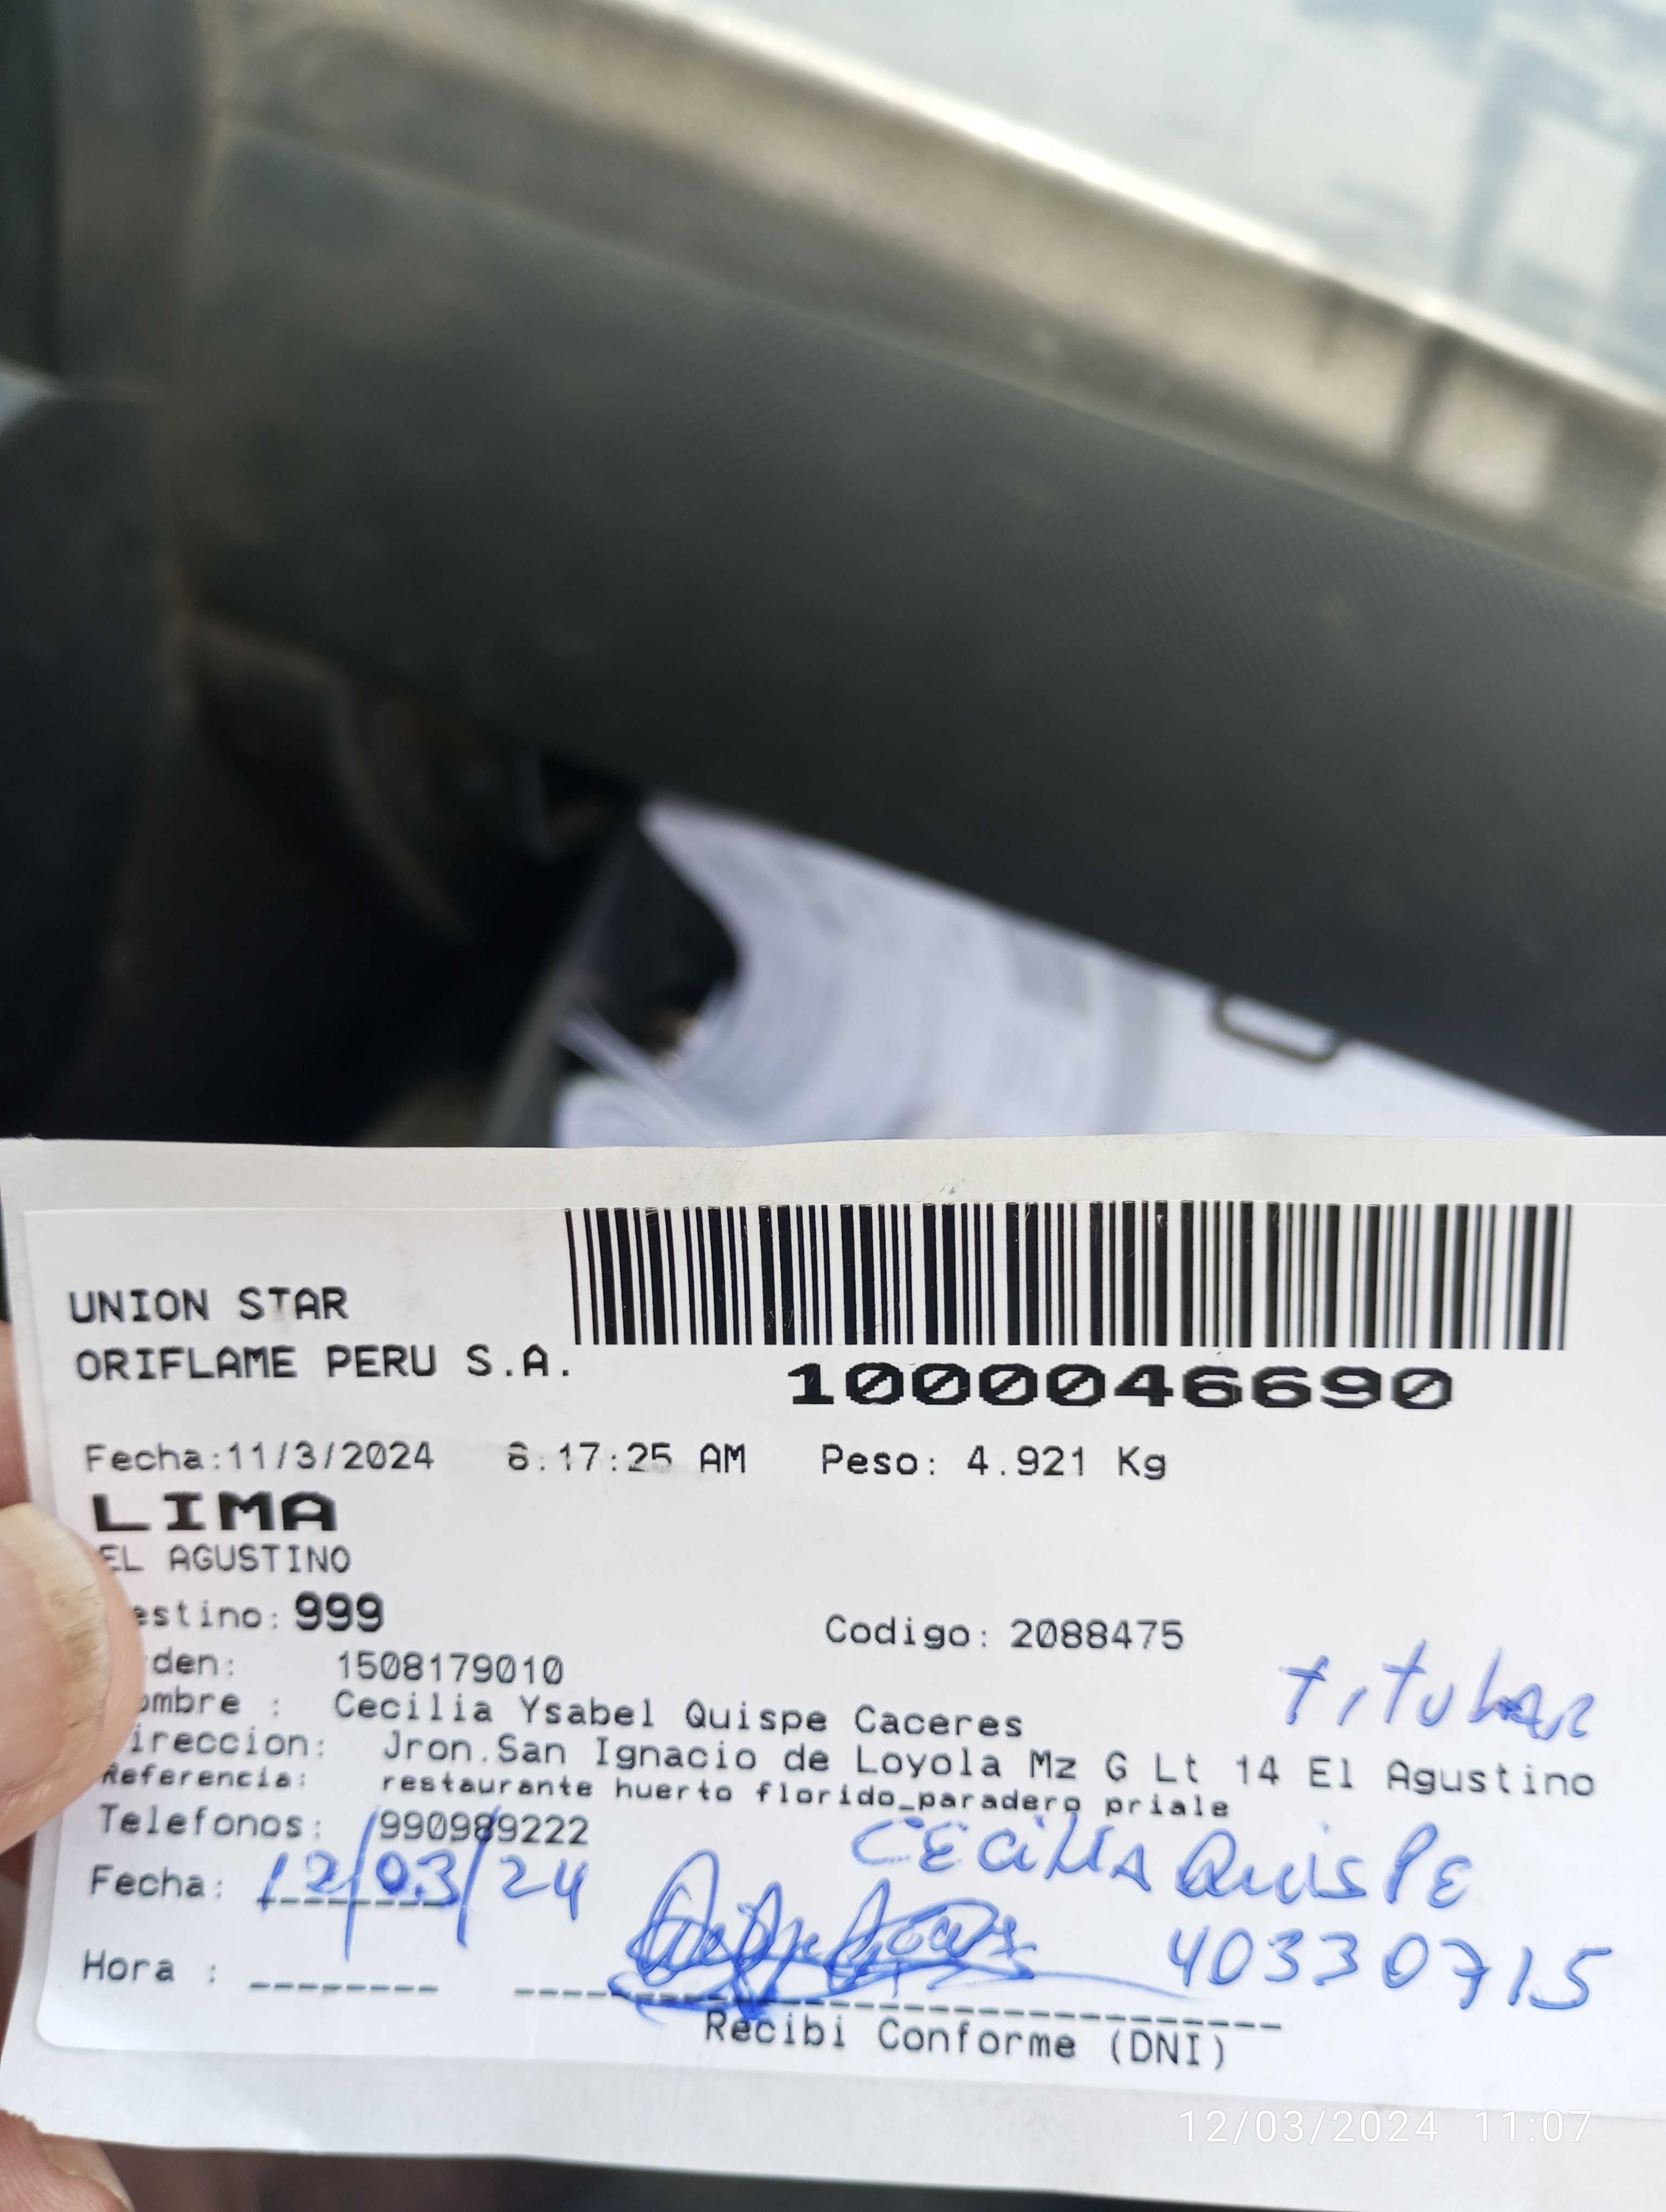 UNION STAR
ORIFLAME PERU S.A.
1000046690
Fecha:11/3/2024 6:17:25 AM Peso: 4.921 Kg
LIMA
EL AGUSTINO
estino: 999 Codigo: 2088475
den: 1508179010
titular
ombre : Cecilia Ysabel Quispe Caceres
ireccion: Jron.San Ignacio de Loyola Mz G Lt 14 El Agustino
Referencia: restaurante huerto florido_paradero priale
Telefonos: 990989222
CECiliA QuisPE
Fecha: 12/03/24
40330715
Hora :
Recibi Conforme (DNI)
12/03/2024 11:07